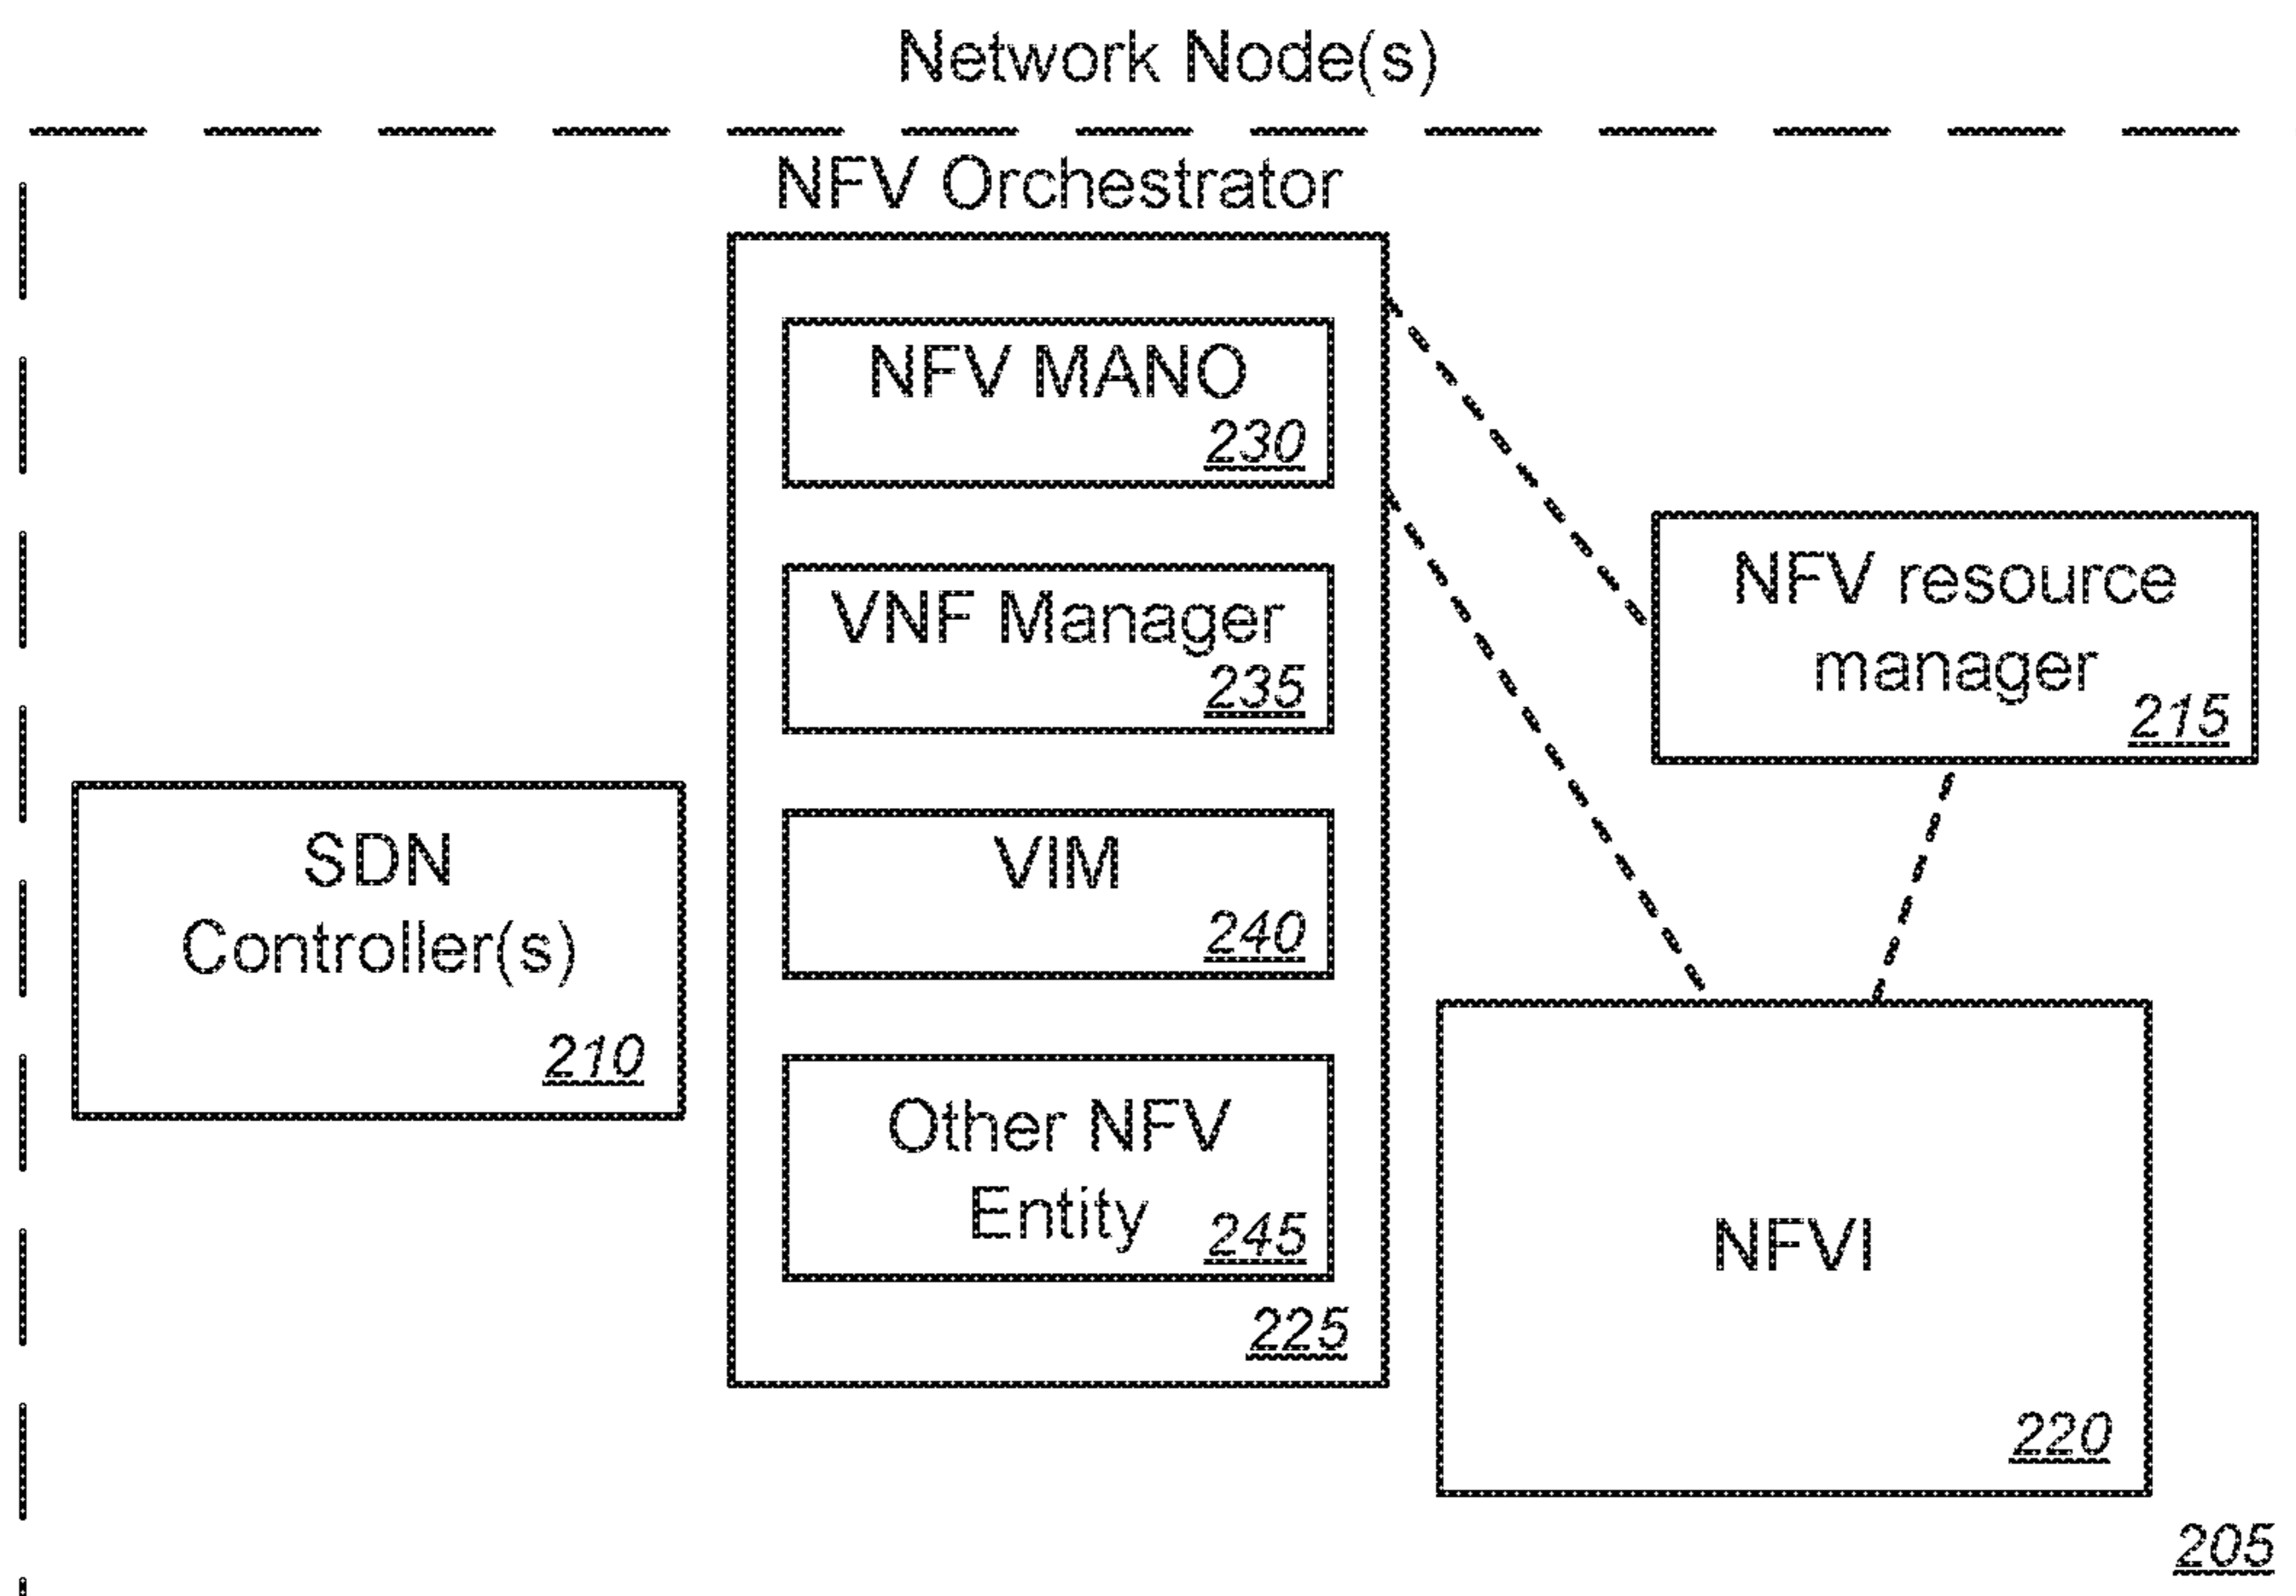 Network Node(s)
NFV Orchestrator
NFV MANO
230
VNF Manager
235
VIM
240
Other NFV
Entity 245
225
SDN
Controller(s)
210
NFV resource
manager
215
NFVI
220
205